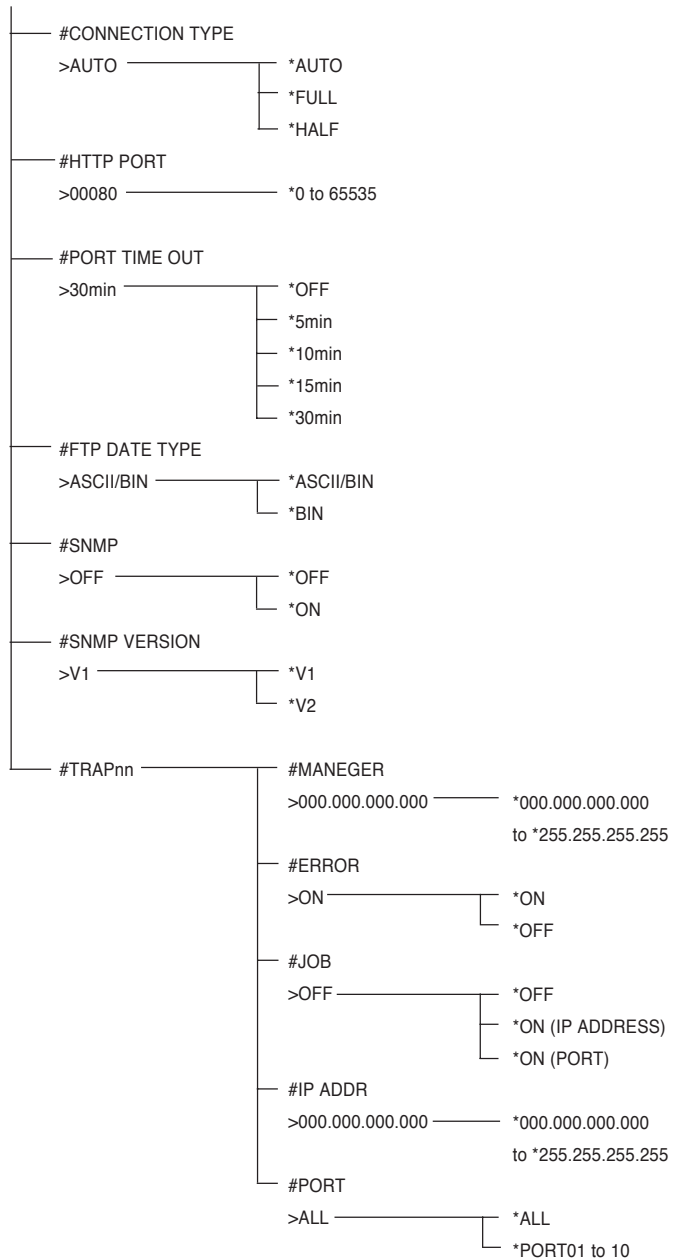 #CONNECTION TYPE
>AUTO *AUTO
*FULL
*HALF
#HTTP PORT
>00080 *0 to 65535
#PORT TIME OUT
>30min *OFF
*5min
*10min
*15min
*30min
#FTP DATE TYPE
>ASCII/BIN *ASCII/BIN
*BIN
#SNMP
>OFF *OFF
*ON
#SNMP VERSION
>V1 *V1
*V2
#TRAPnn #MANEGER
>000.000.000.000 *000.000.000.000
to *255.255.255.255
#ERROR
>ON *ON
*OFF
#JOB
>OFF *OFF
*ON (IP ADDRESS)
*ON (PORT)
#IP ADDR
>000.000.000.000 *000.000.000.000
to *255.255.255.255
#PORT
>ALL *ALL
*PORT01 to 10